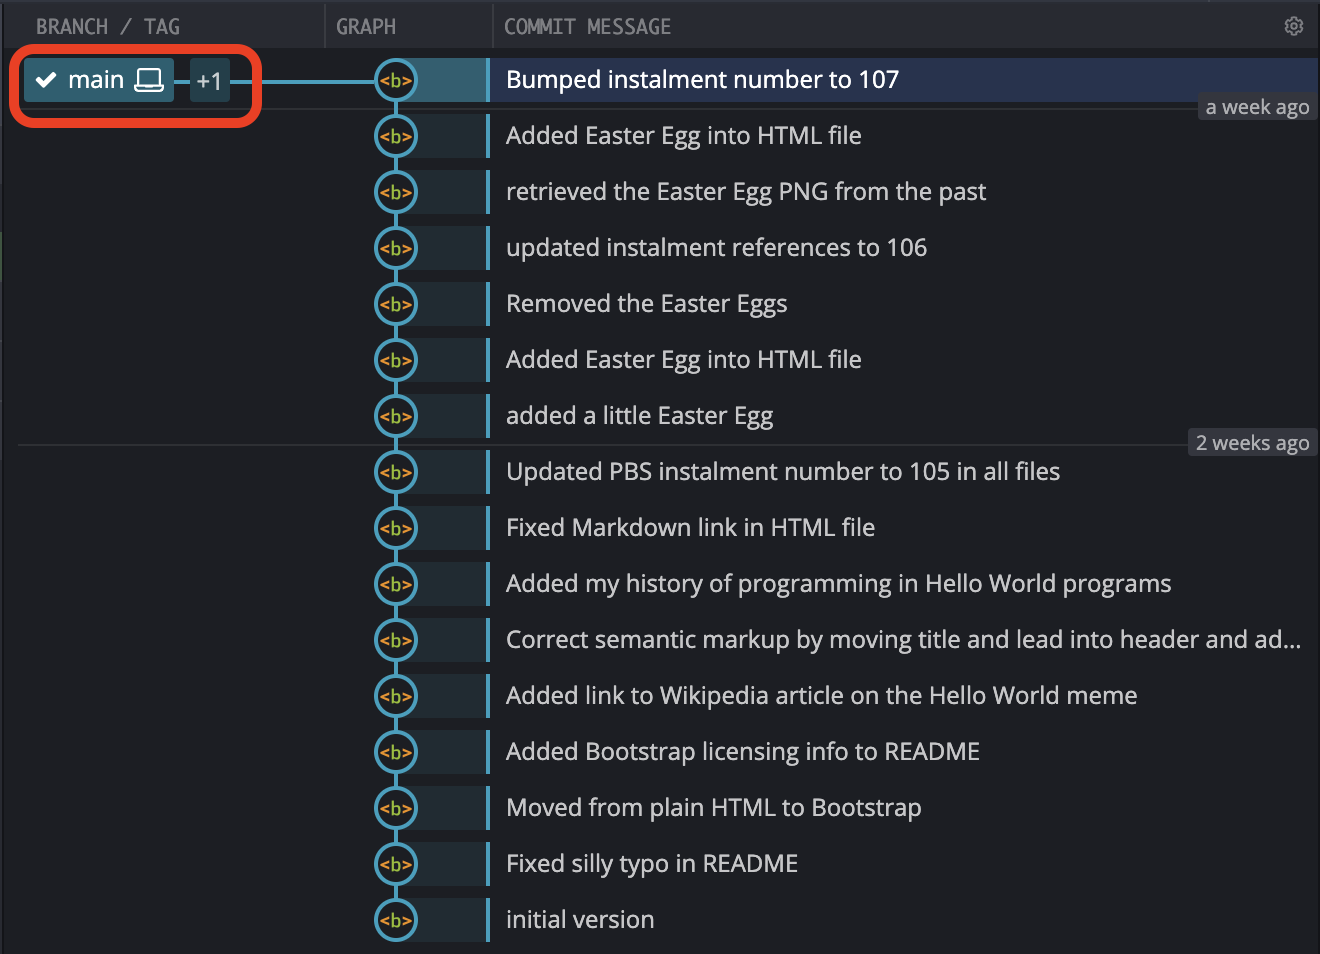 BRANCH / TAG GRAPH COMMIT MESSAGE
main +1 <b> Bumped instalment number to 107
a week ago
<b> Added Easter Egg into HTML file
<b> retrieved the Easter Egg PNG from the past
<b> updated instalment references to 106
<b> Removed the Easter Eggs
<b> Added Easter Egg into HTML file
<b> added a little Easter Egg
2 weeks ago
<b> Updated PBS instalment number to 105 in all files
<b> Fixed Markdown link in HTML file
<b> Added my history of programming in Hello World programs
<b> Correct semantic markup by moving title and lead into header and ad...
<b> Added link to Wikipedia article on the Hello World meme
<b> Added Bootstrap licensing info to README
<b> Moved from plain HTML to Bootstrap
<b> Fixed silly typo in README
<b> initial version